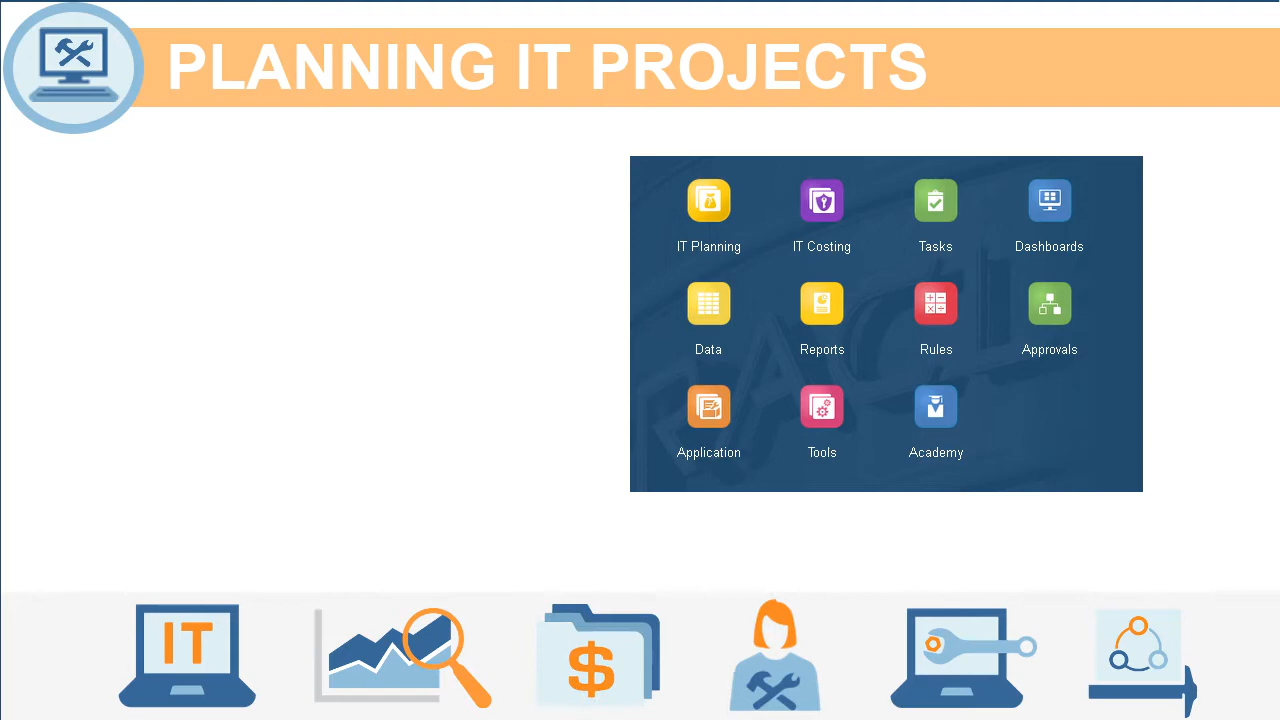 PLANNING IT PROJECTS
IT Planning
IT Costing
Tasks
Dashboards
Data
Reports
Rules
Approvals
Application
Tools
Academy
IT
$